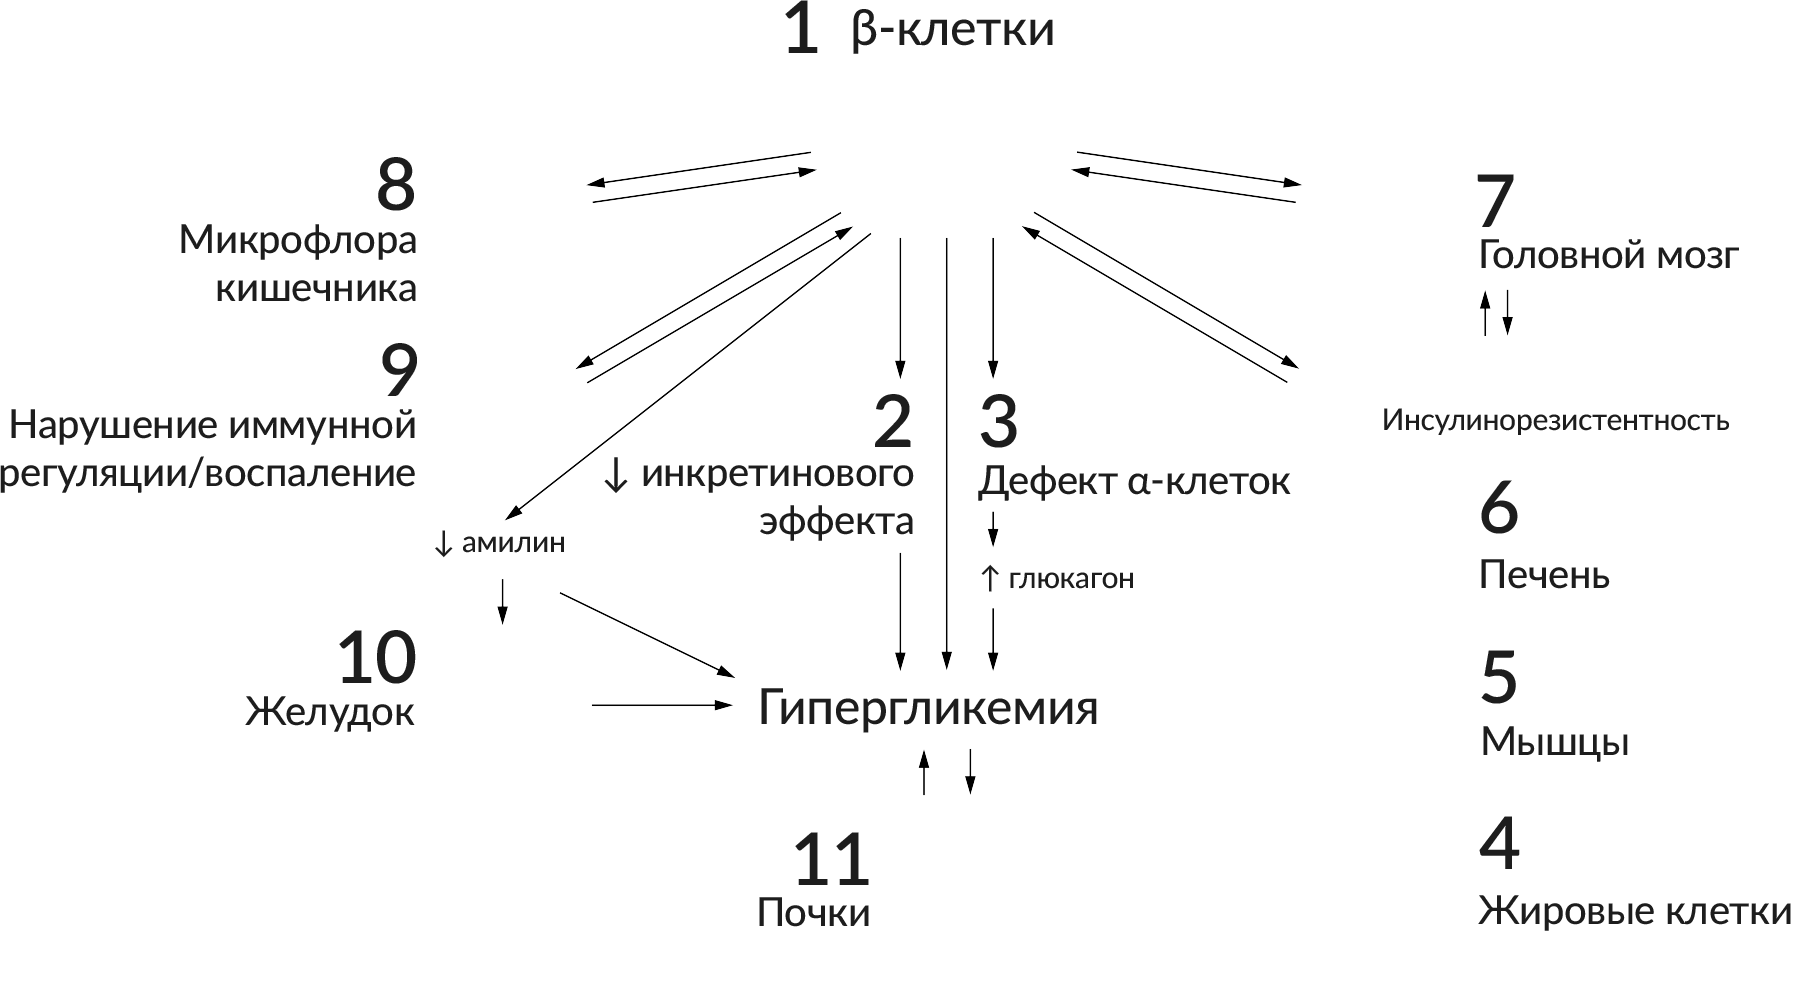 1 β-клетки
8
Микрофлора
кишечника
7
Головной мозг
9
Нарушение иммунной
регуляции/воспаление
2
↓ инкретинового
эффекта
3
Дефект α-клеток
Инсулинорезистентность
↓ амилин
↑ глюкагон
6
Печень
10
Желудок
Гипергликемия
5
Мышцы
11
Почки
4
Жировые клетки